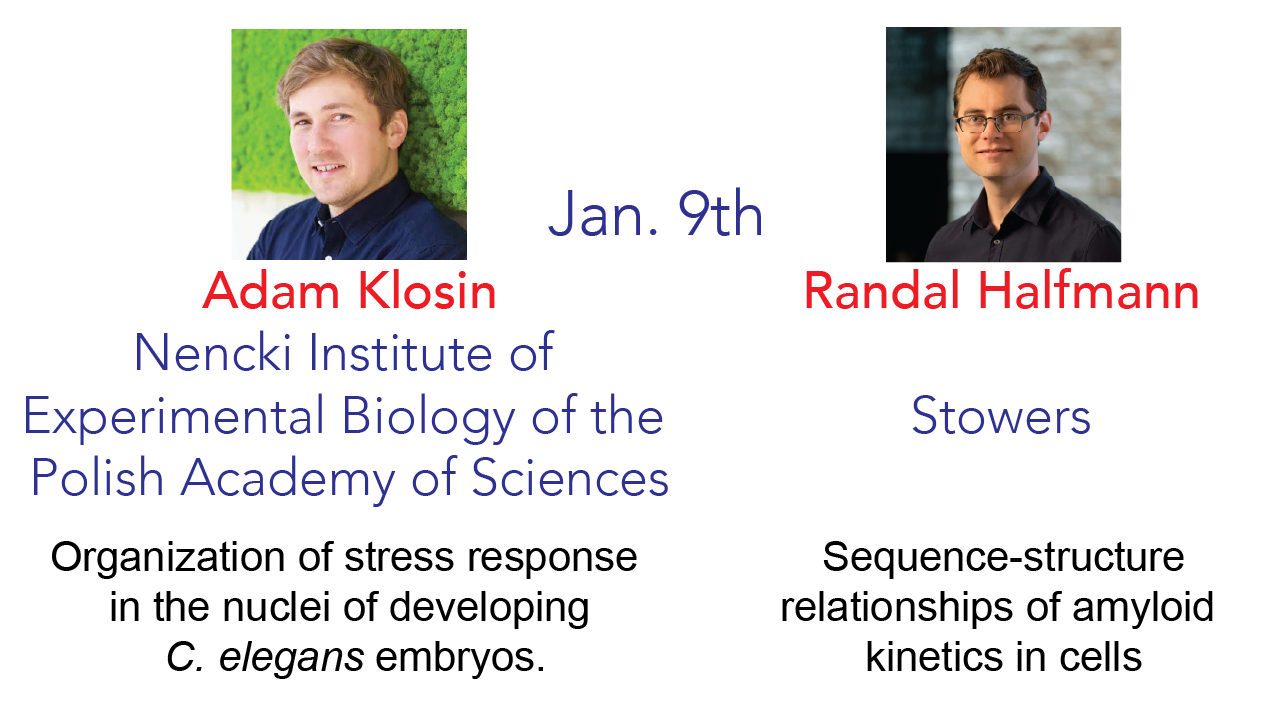 Jan. 9th
Adam Klosin
Nencki Institute of
Experimental Biology of the
Polish Academy of Sciences
Organization of stress response
in the nuclei of developing
C. elegans embryos.
Randal Halfmann
Stowers
Sequence-structure
relationships of amyloid
kinetics in cells